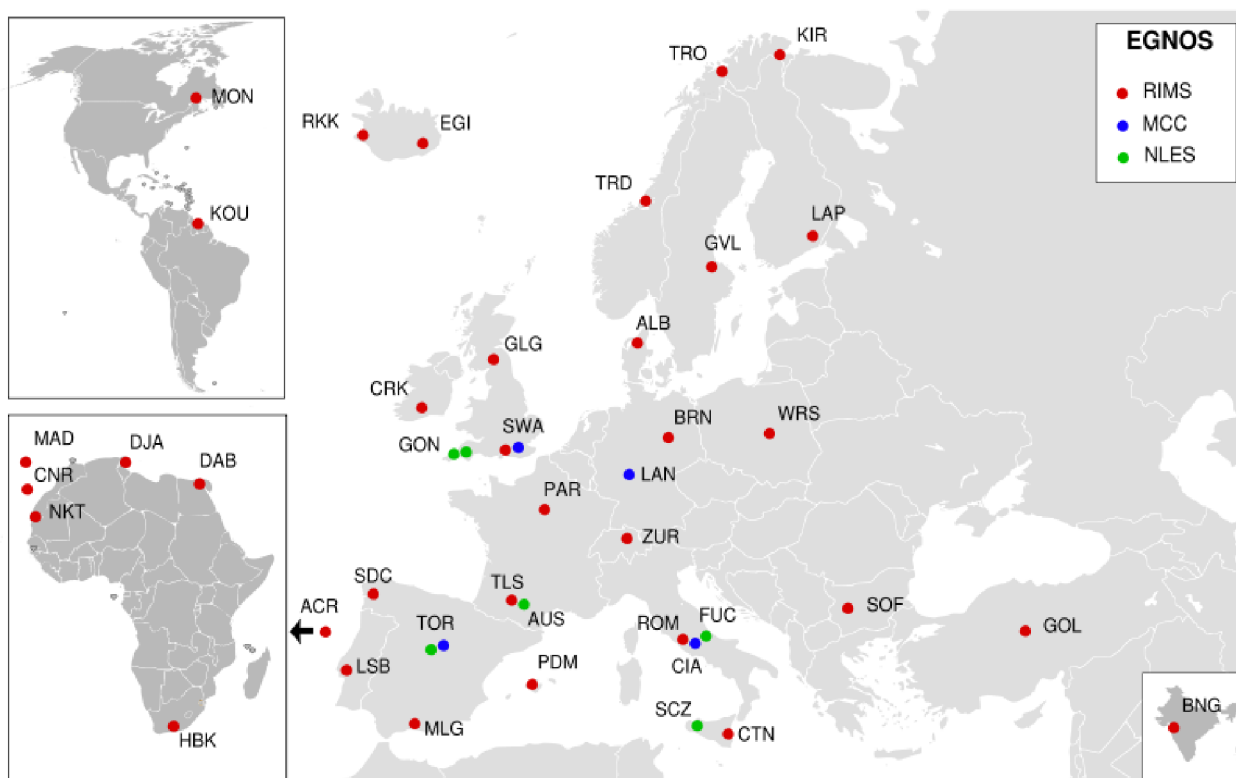 EGNOS
RIMS
MCC
NLES
MON
KOU
KIR
TRO
RKK
EGI
TRD
LAP
GVL
ALB
GLG
CRK
SWA
GON
BRN
WRS
LAN
PAR
ZUR
SDC
TLS
AUS
ACR
TOR
LSB
PDM
MLG
ROM
FUC
CIA
SCZ
CTN
SOF
GOL
MAD
DJA
CNR
DAB
NKT
HBK
BNG